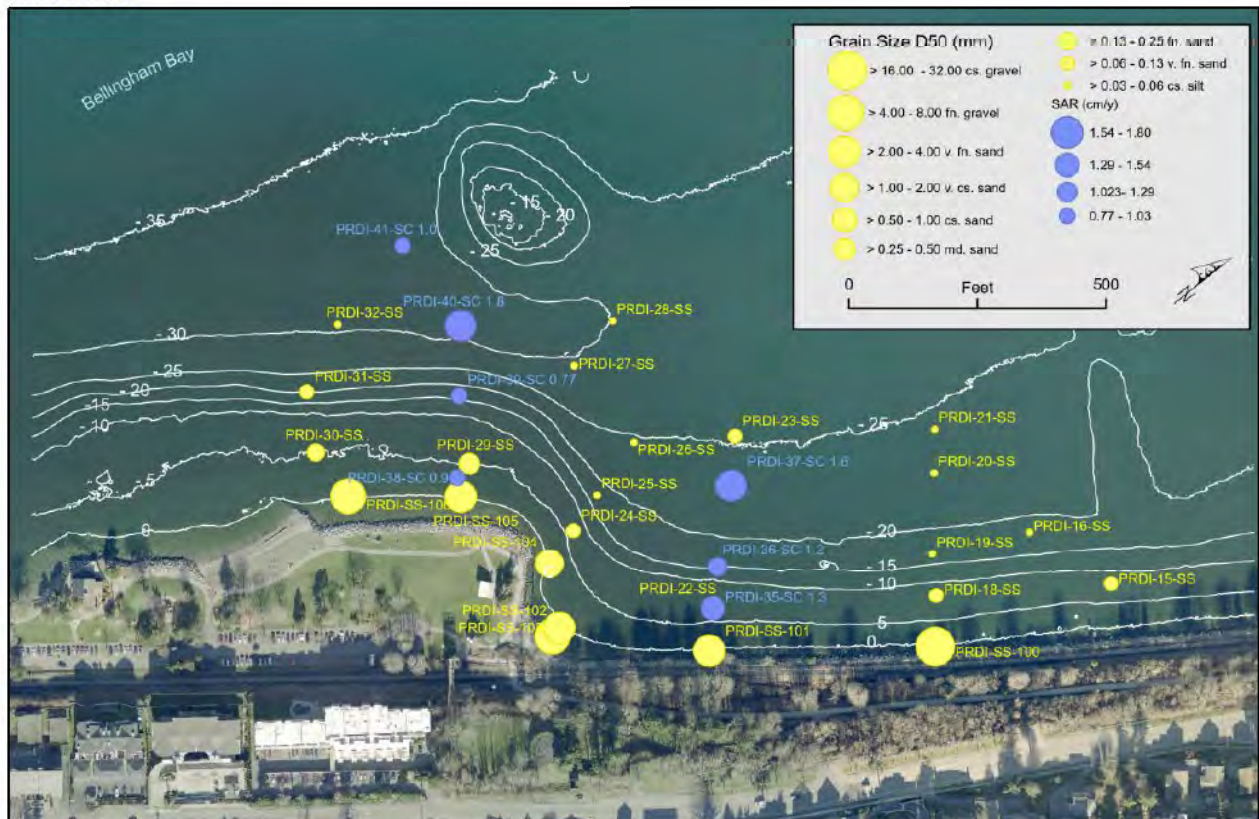 Bellingham Bay
Grain Size D50 (mm)
> 16.00 - 32.00 cs. gravel
> 4.00 - 8.00 fn. gravel
> 2.00 - 4.00 v. fn. sand
> 1.00 - 2.00 v. cs. sand
> 0.50 - 1.00 cs. sand
> 0.25 - 0.50 md. sand
0.13 - 0.25 fn. sand
> 0.06 - 0.13 v. fn. sand
> 0.03 - 0.06 cs. silt
SAR (cm/y)
1.54 - 1.80
1.29 - 1.54
1.023- 1.29
0.77 - 1.03
0
500
Feet
N
- 35
- 15
- 20
- 25
PRDI-41-SC 1.0
PRDI-40-SC 1.8
PRDI-32-SS
PRDI-28-SS
- 30
PRDI-27-SS
- 25
PRDI-39-SC 0.77
PRDI-31-SS
- 20
- 15
- 10
PRDI-30-SS
PRDI-29-SS
PRDI-23-SS
PRDI-26-SS
- 25
PRDI-21-SS
PRDI-37-SC 1.6
PRDI-20-SS
- 5
PRDI-38-SC 0.9
PRDI-25-SS
PRDI-SS-105
PRDI-24-SS
0
- 20
PRDI-16-SS
PRDI-19-SS
PRDI-SS-104
PRDI-36-SC 1.2
- 15
- 10
PRDI-15-SS
PRDI-22-SS
PRDI-18-SS
PRDI-35-SC 1.3
PRDI-SS-102
- 5
PRDI-SS-101
0
PRDI-SS-100